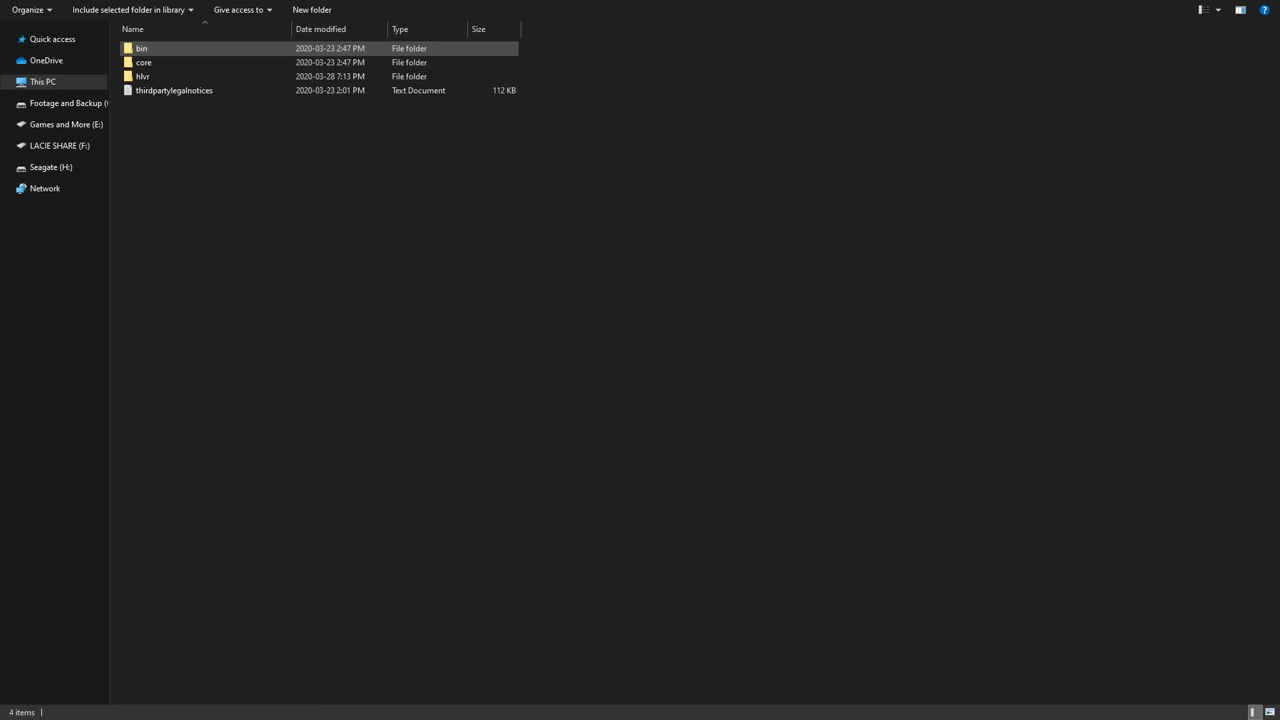 Organize Include selected folder in library Give access to New folder
Name Date modified Type Size
Quick access
OneDrive
This PC
Footage and Backup (
Games and More (E:)
LACIE SHARE (F:)
Seagate (H:)
Network
bin 2020-03-23 2:47 PM File folder
core 2020-03-23 2:47 PM File folder
hlvr 2020-03-28 7:13 PM File folder
thirdpartylegalnotices 2020-03-23 2:01 PM Text Document 112 KB
4 items